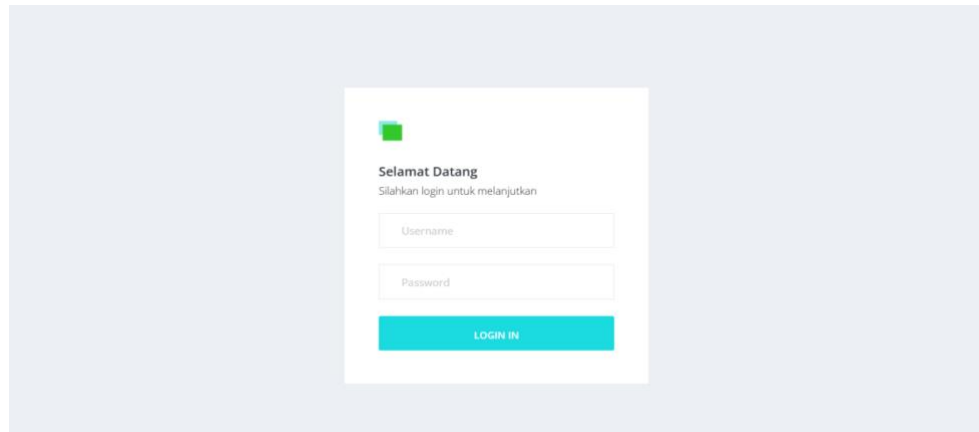 Selamat Datang
Silahkan login untuk melanjutkan
Username
Password
LOGIN IN